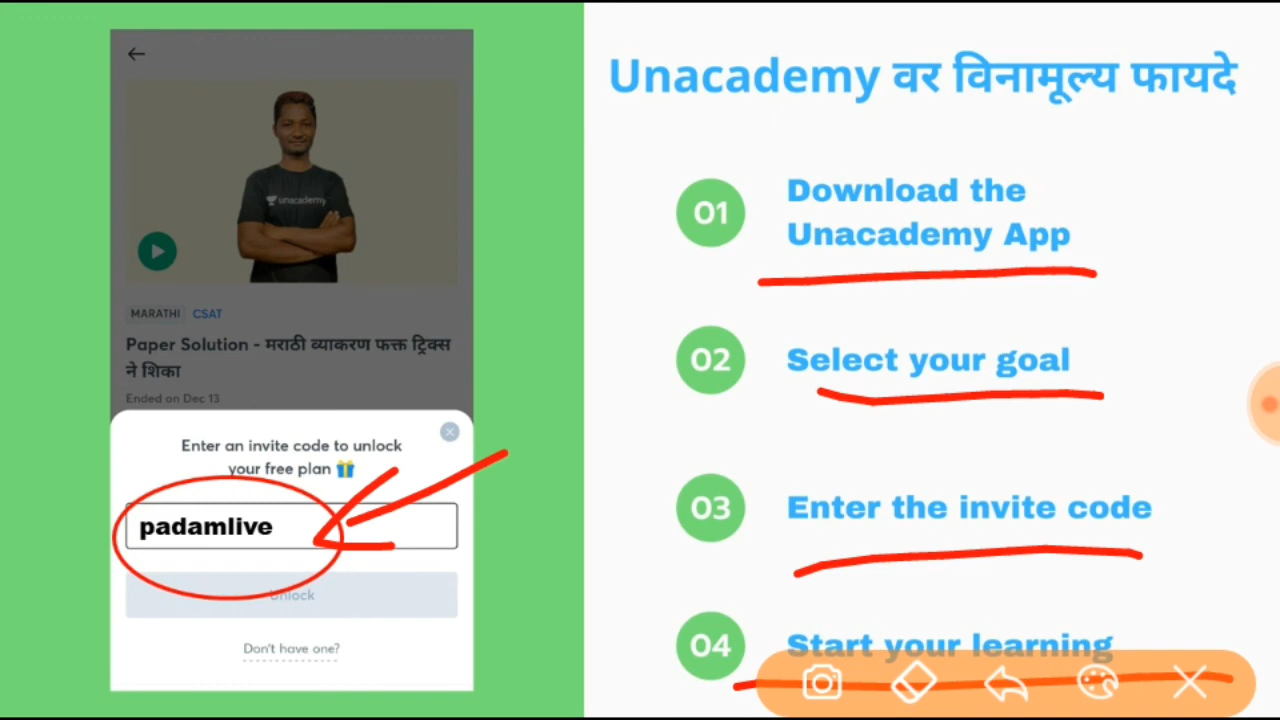 unacademy
MARATHI CSAT
Paper Solution - मराठी व्याकरण फक्त ट्रिक्स
ने शिका
Ended on Dec 13
Enter an invite code to unlock
your free plan
padamlive
Unlock
Don't have one?
Unacademy वर विनामूल्य फायदे
01
Download the
Unacademy App
02
Select your goal
03
Enter the invite code
04
Start your learning